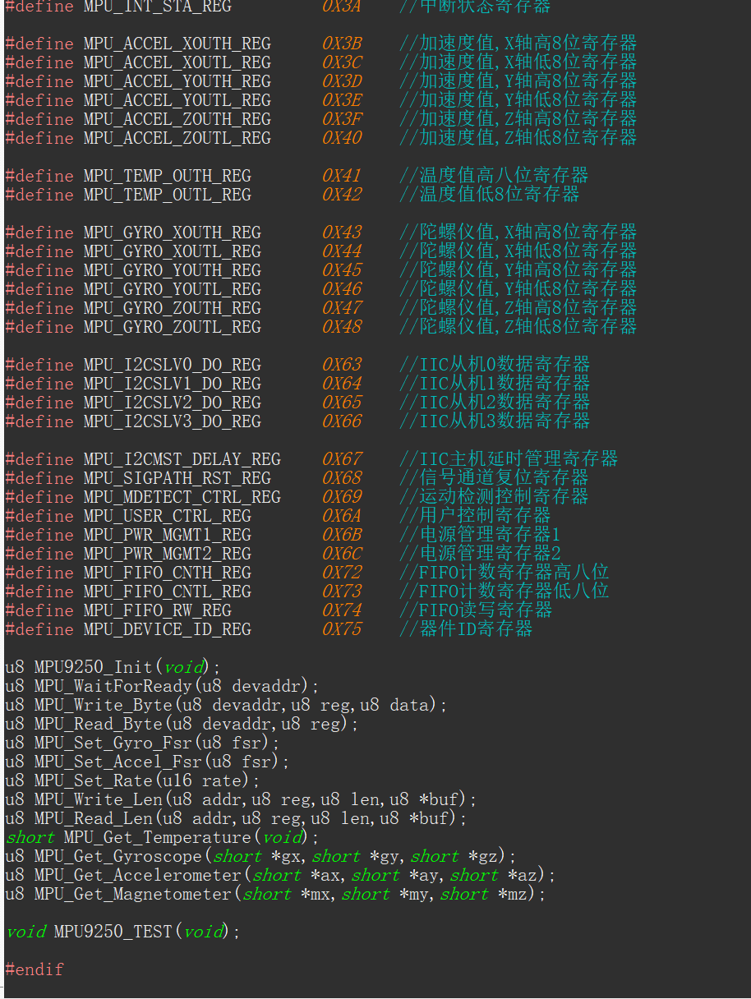 #define MPU_INT_STA_REG 0X3A //中断状态寄存器
#define MPU_ACCEL_XOUTH_REG 0X3B //加速度值,X轴高8位寄存器
#define MPU_ACCEL_XOUTL_REG 0X3C //加速度值,X轴低8位寄存器
#define MPU_ACCEL_YOUTH_REG 0X3D //加速度值,Y轴高8位寄存器
#define MPU_ACCEL_YOUTL_REG 0X3E //加速度值,Y轴低8位寄存器
#define MPU_ACCEL_ZOUTH_REG 0X3F //加速度值,Z轴高8位寄存器
#define MPU_ACCEL_ZOUTL_REG 0X40 //加速度值,Z轴低8位寄存器
#define MPU_TEMP_OUTH_REG 0X41 //温度值高八位寄存器
#define MPU_TEMP_OUTL_REG 0X42 //温度值低8位寄存器
#define MPU_GYRO_XOUTH_REG 0X43 //陀螺仪值,X轴高8位寄存器
#define MPU_GYRO_XOUTL_REG 0X44 //陀螺仪值,X轴低8位寄存器
#define MPU_GYRO_YOUTH_REG 0X45 //陀螺仪值,Y轴高8位寄存器
#define MPU_GYRO_YOUTL_REG 0X46 //陀螺仪值,Y轴低8位寄存器
#define MPU_GYRO_ZOUTH_REG 0X47 //陀螺仪值,Z轴高8位寄存器
#define MPU_GYRO_ZOUTL_REG 0X48 //陀螺仪值,Z轴低8位寄存器
#define MPU_I2CSLV0_DO_REG 0X63 //IIC从机0数据寄存器
#define MPU_I2CSLV1_DO_REG 0X64 //IIC从机1数据寄存器
#define MPU_I2CSLV2_DO_REG 0X65 //IIC从机2数据寄存器
#define MPU_I2CSLV3_DO_REG 0X66 //IIC从机3数据寄存器
#define MPU_I2CMST_DELAY_REG 0X67 //IIC主机延时管理寄存器
#define MPU_SIGPATH_RST_REG 0X68 //信号通道复位寄存器
#define MPU_MDETECT_CTRL_REG 0X69 //运动检测控制寄存器
#define MPU_USER_CTRL_REG 0X6A //用户控制寄存器
#define MPU_PWR_MGMT1_REG 0X6B //电源管理寄存器1
#define MPU_PWR_MGMT2_REG 0X6C //电源管理寄存器2
#define MPU_FIFO_CNTH_REG 0X72 //FIFO计数寄存器高八位
#define MPU_FIFO_CNTL_REG 0X73 //FIFO计数寄存器低八位
#define MPU_FIFO_RW_REG 0X74 //FIFO读写寄存器
#define MPU_DEVICE_ID_REG 0X75 //器件ID寄存器
u8 MPU9250_Init(void);
u8 MPU_WaitForReady(u8 devaddr);
u8 MPU_Write_Byte(u8 devaddr,u8 reg,u8 data);
u8 MPU_Read_Byte(u8 devaddr,u8 reg);
u8 MPU_Set_Gyro_Fsr(u8 fsr);
u8 MPU_Set_Accel_Fsr(u8 fsr);
u8 MPU_Set_Rate(u16 rate);
u8 MPU_Write_Len(u8 addr,u8 reg,u8 len,u8 *buf);
u8 MPU_Read_Len(u8 addr,u8 reg,u8 len,u8 *buf);
short MPU_Get_Temperature(void);
u8 MPU_Get_Gyroscope(short *gx,short *gy,short *gz);
u8 MPU_Get_Accelerometer(short *ax,short *ay,short *az);
u8 MPU_Get_Magnetometer(short *mx,short *my,short *mz);
void MPU9250_TEST(void);
#endif